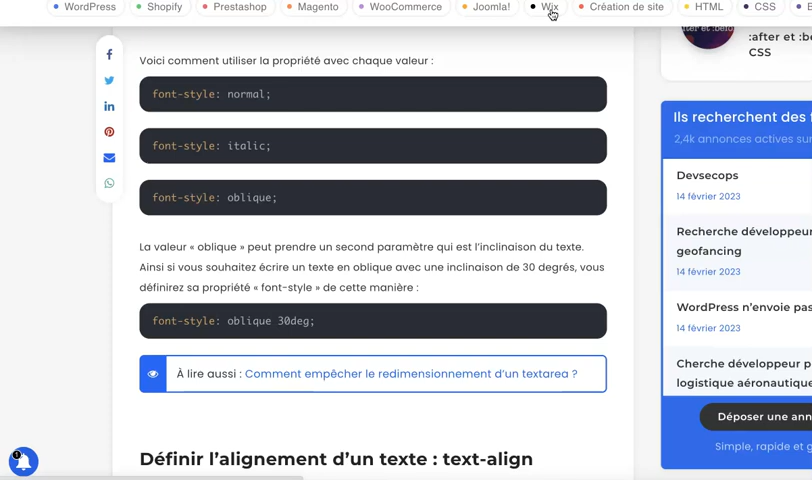 WordPress Shopify Prestashop Magento WooCommerce Joomla! Wix Création de site HTML CSS
:after et :befo
CSS
Voici comment utiliser la propriété avec chaque valeur :
font-style: normal;
font-style: italic;
font-style: oblique;
La valeur « oblique » peut prendre un second paramètre qui est l’inclinaison du texte.
Ainsi si vous souhaitez écrire un texte en oblique avec une inclinaison de 30 degrés, vous
définirez sa propriété « font-style » de cette manière :
font-style: oblique 30deg;
À lire aussi : Comment empêcher le redimensionnement d’un textarea ?
Définir l’alignement d’un texte : text-align
1
Ils recherchent des f
2,4k annonces actives sur
Devsecops
14 février 2023
Recherche développeur
geofancing
14 février 2023
WordPress n’envoie pas
14 février 2023
Cherche développeur p
logistique aéronautique
Déposer une ann
Simple, rapide et g